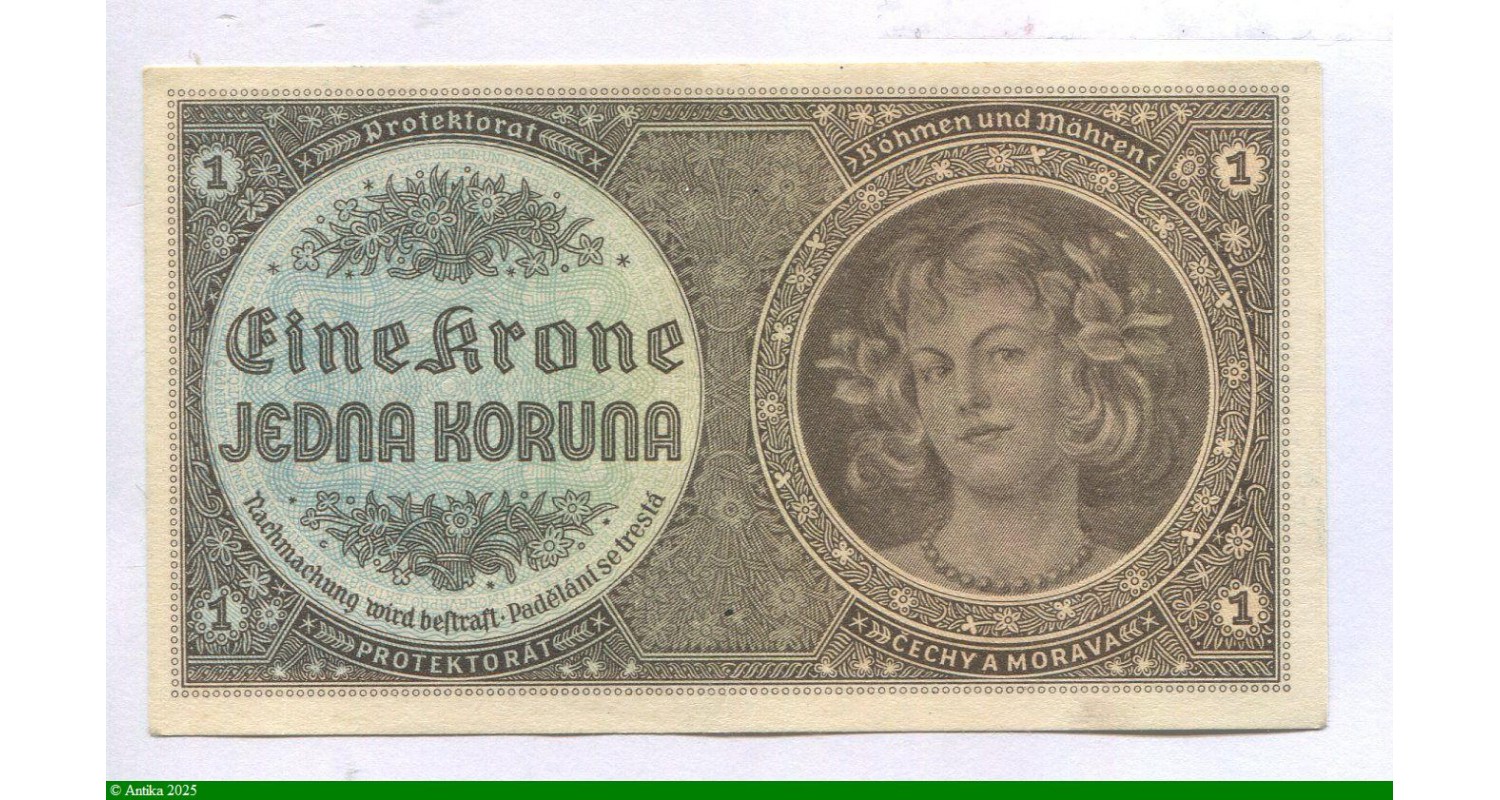 Protektorat
Böhmen und Mähren
1
1
Eine Krone
JEDNA KORUNA
Nachmachung wird bestraft · Padělání se trestá
1
1
PROTEKTORÁT
ČECHY A MORAVA
© Antika 2025